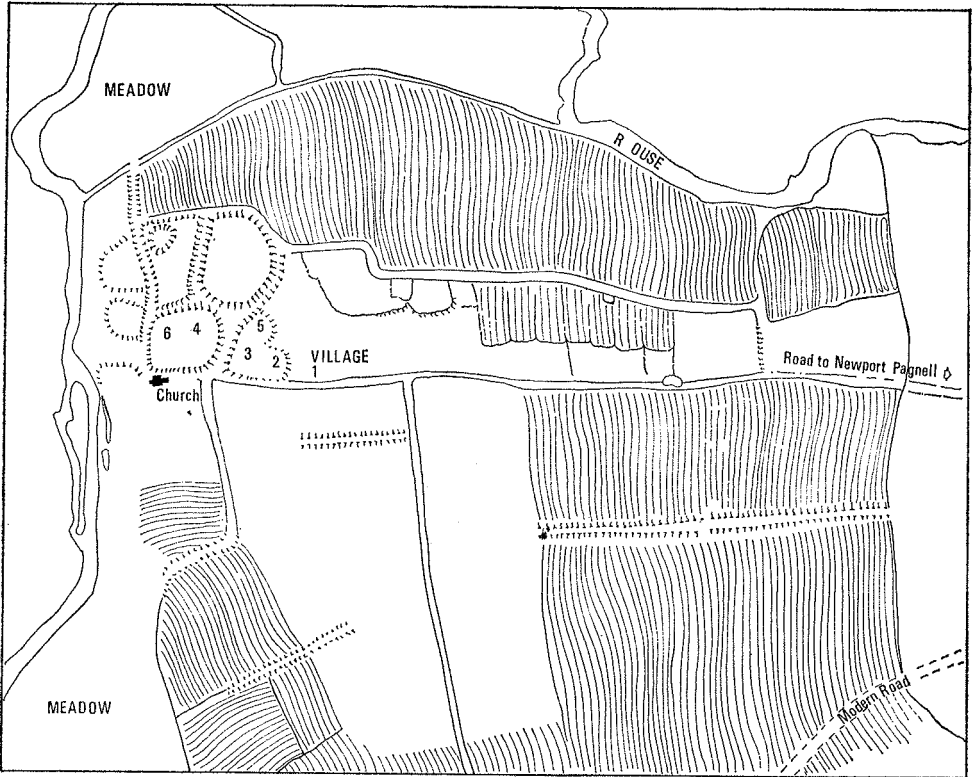 MEADOW
R OUSE
6 4
5
3
2
VILLAGE
1
Road to Newport Pagnell
Church
Modern Road
MEADOW